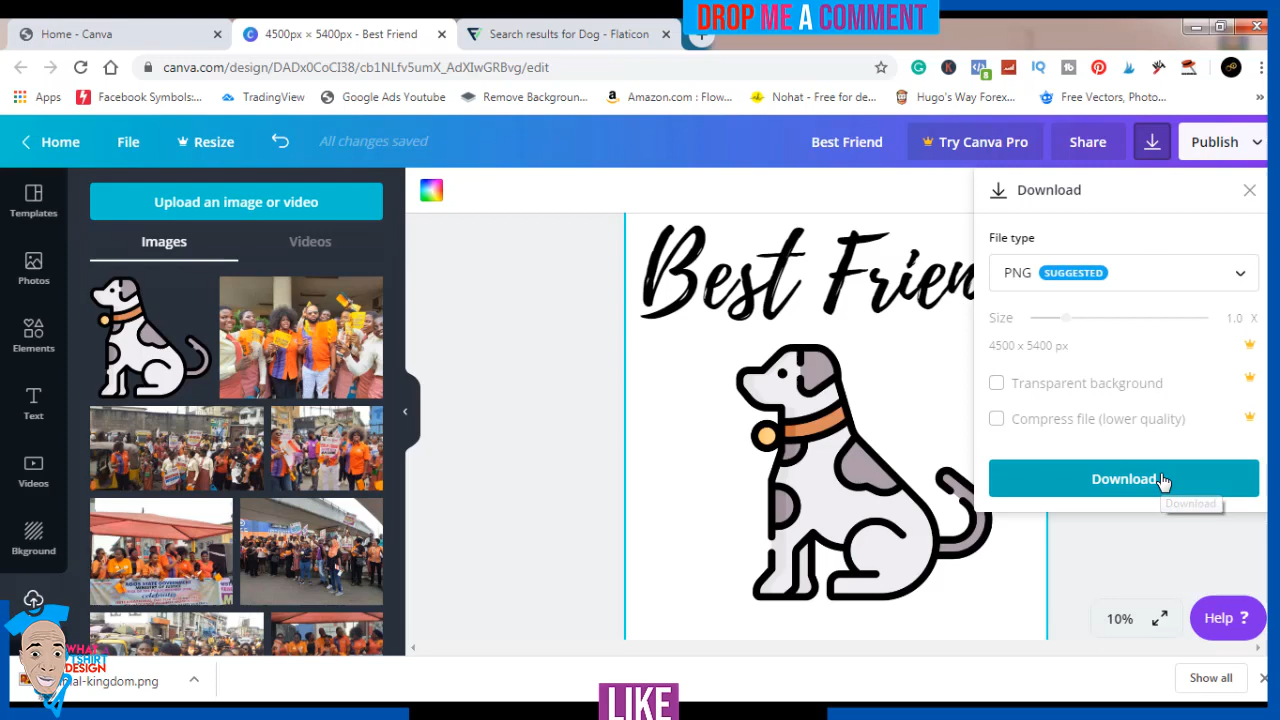 DROP ME A COMMENT
Home - Canva
4500px × 5400px - Best Friend
Search results for Dog - Flaticon
canva.com/design/DADx0CoCI38/cb1NLfv5umX_AdXIwGRBvg/edit
Apps
Facebook Symbols:...
TradingView
Google Ads Youtube
Remove Backgroun...
Amazon.com : Flow...
Nohat - Free for de...
Hugo's Way Forex...
Free Vectors, Photo...
Home
File
Resize
All changes saved
Best Friend
Try Canva Pro
Share
Publish
Templates
Photos
Elements
Text
Videos
Bkground
Upload an image or video
Images
Videos
Best Frien
Download
File type
PNG SUGGESTED
Size
1.0 X
4500 x 5400 px
Transparent background
Compress file (lower quality)
Download
Download
10%
Help ?
WHAT A
TSHIRT
DESIGN
al-kingdom.png
Show all
LIKE